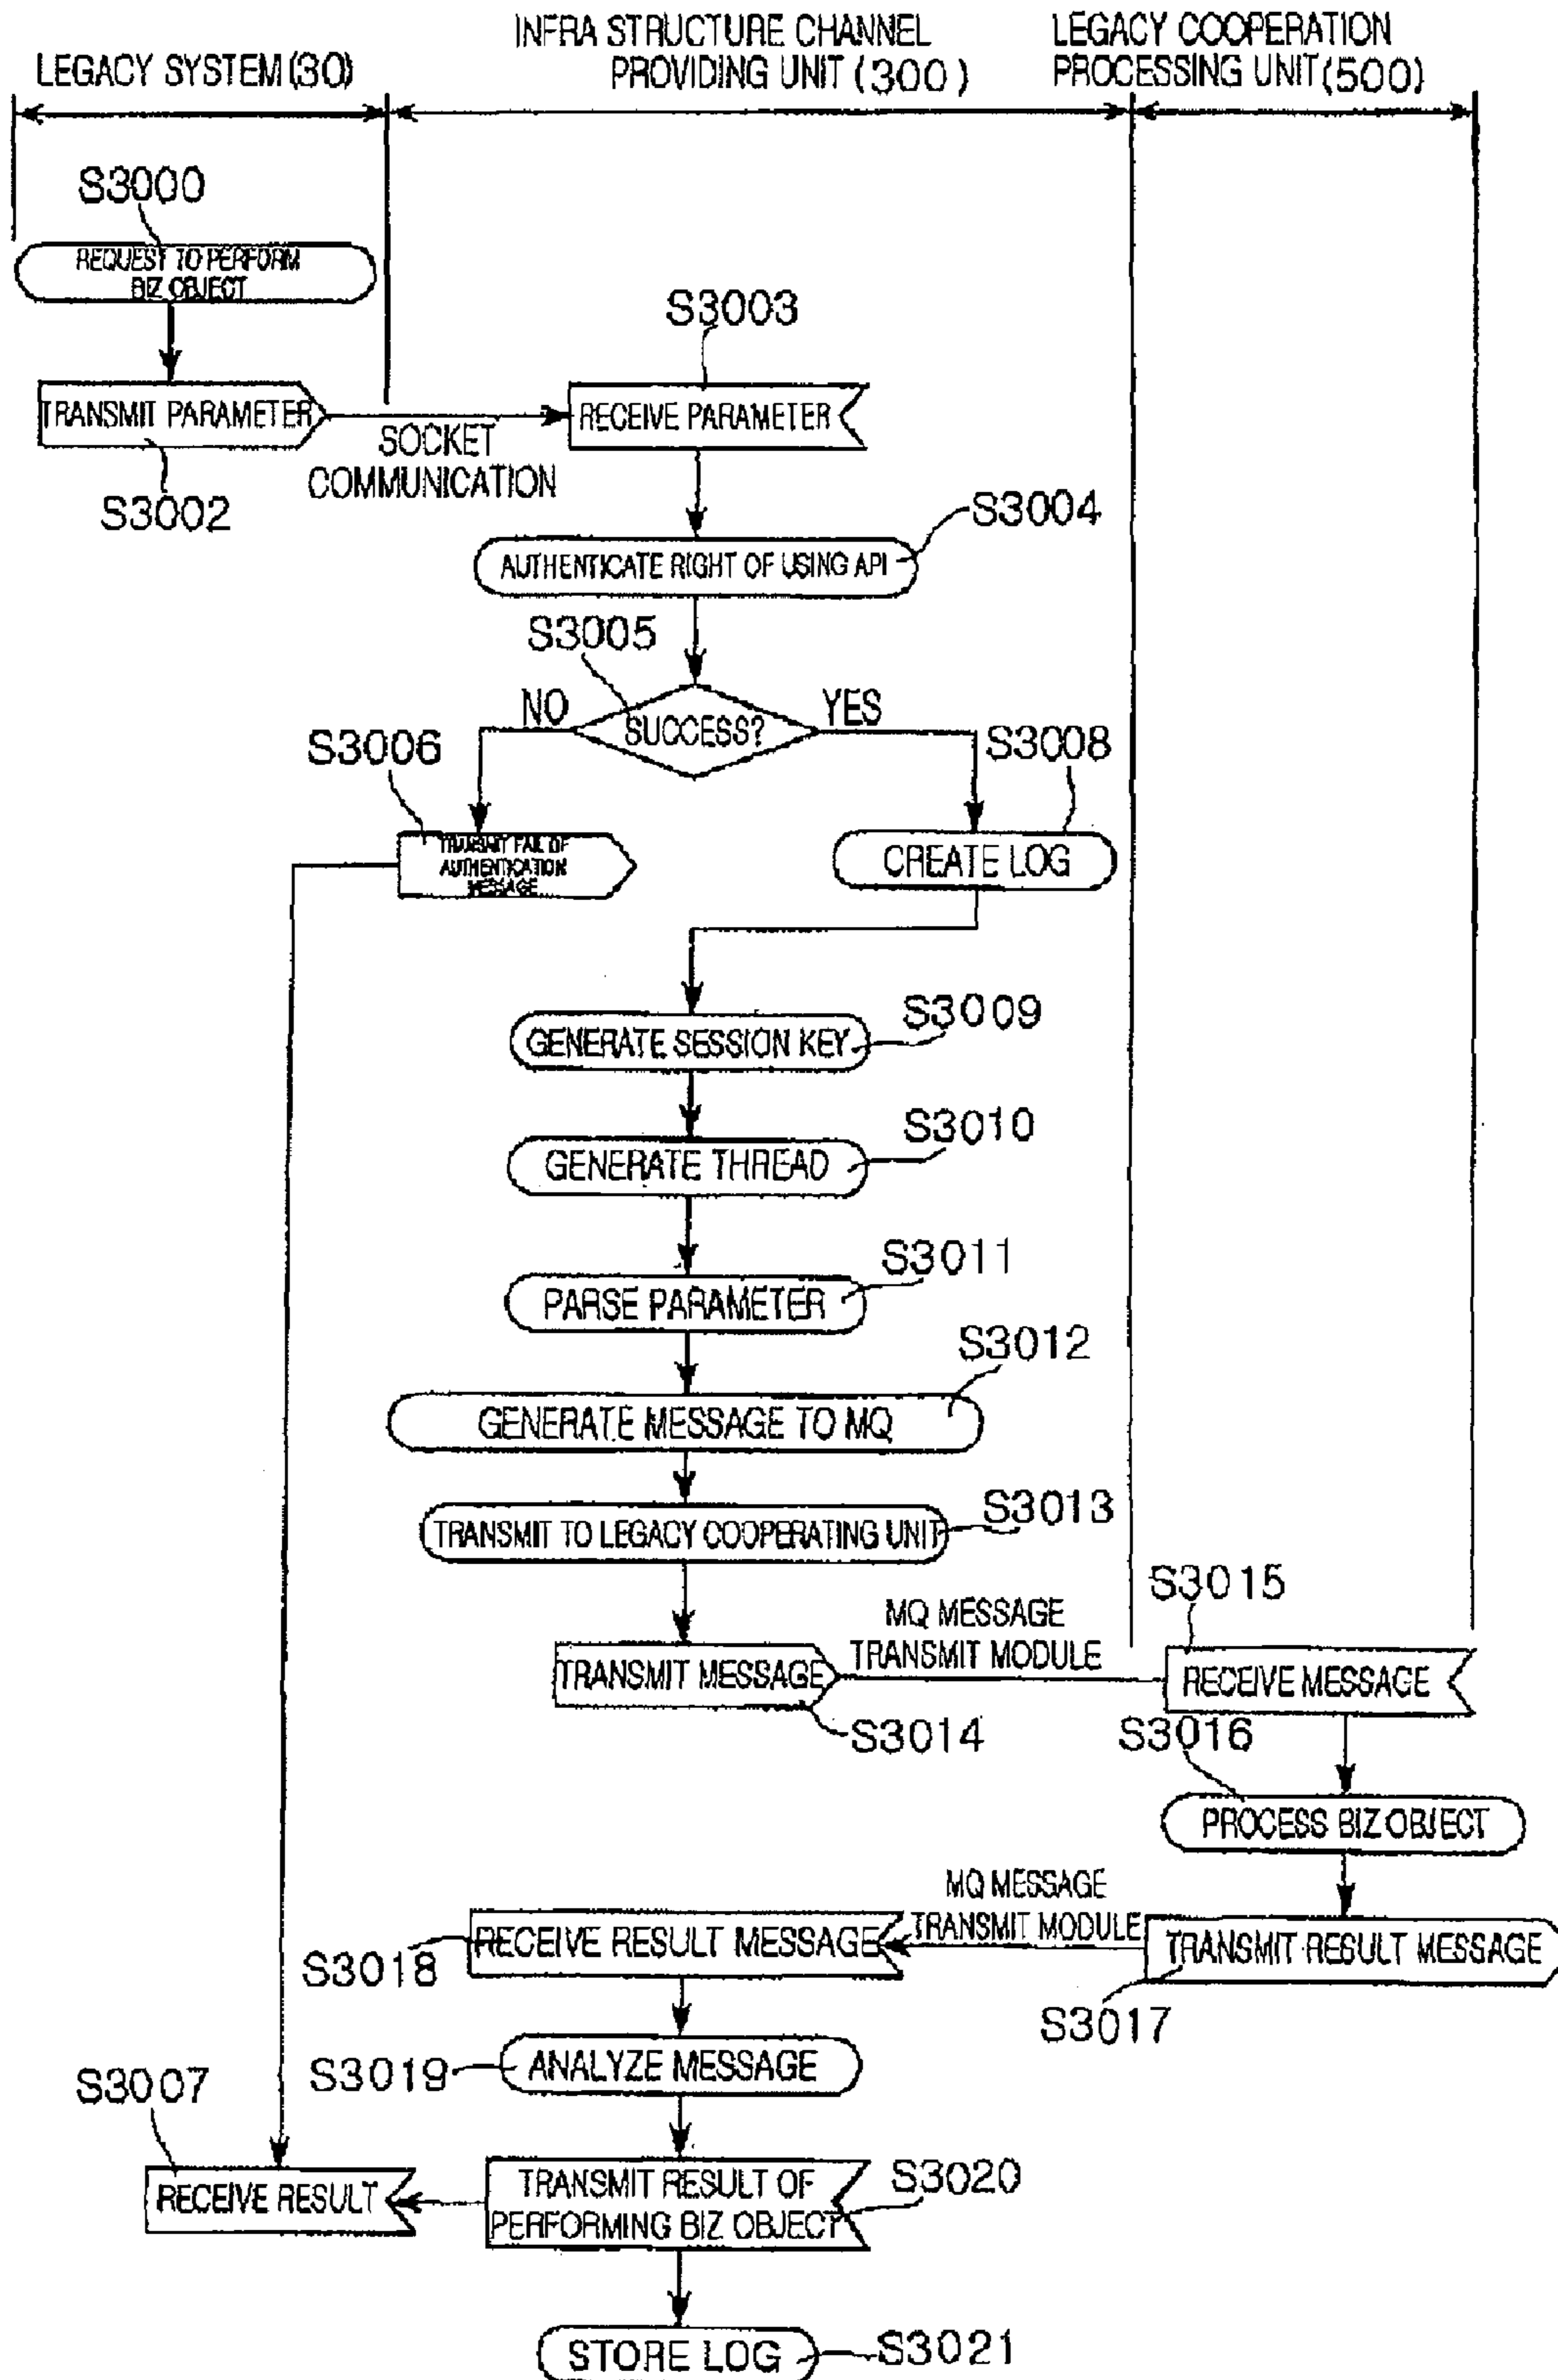 LEGACY SYSTEM(30)
INFRA STRUCTURE CHANNEL
PROVIDING UNIT(300)
LEGACY COOPERATION
PROCESSING UNIT(500)
S3000
REQUEST TO PERFORM
BIZ OBJECT
S3003
TRANSMIT PARAMETER
RECEIVE PARAMETER
SOCKET
COMMUNICATION
S3002
S3004
AUTHENTICATE RIGHT OF USING API
S3005
NO
YES
SUCCESS?
S3006
S3008
TRANSMIT FAIL OF
AUTHENTICATION
MESSAGE
CREATE LOG
S3009
GENERATE SESSION KEY
S3010
GENERATE THREAD
S3011
PARSE PARAMETER
S3012
GENERATE MESSAGE TO MQ
S3013
TRANSMIT TO LEGACY COOPERATING UNIT
S3015
MQ MESSAGE
TRANSMIT MODULE
TRANSMIT MESSAGE
RECEIVE MESSAGE
S3014
S3016
PROCESS BIZ OBJECT
MQ MESSAGE
TRANSMIT MODULE
RECEIVE RESULT MESSAGE
TRANSMIT RESULT MESSAGE
S3018
S3017
S3019
ANALYZE MESSAGE
S3007
RECEIVE RESULT
TRANSMIT RESULT OF
PERFORMING BIZ OBJECT
S3020
STORE LOG
S3021